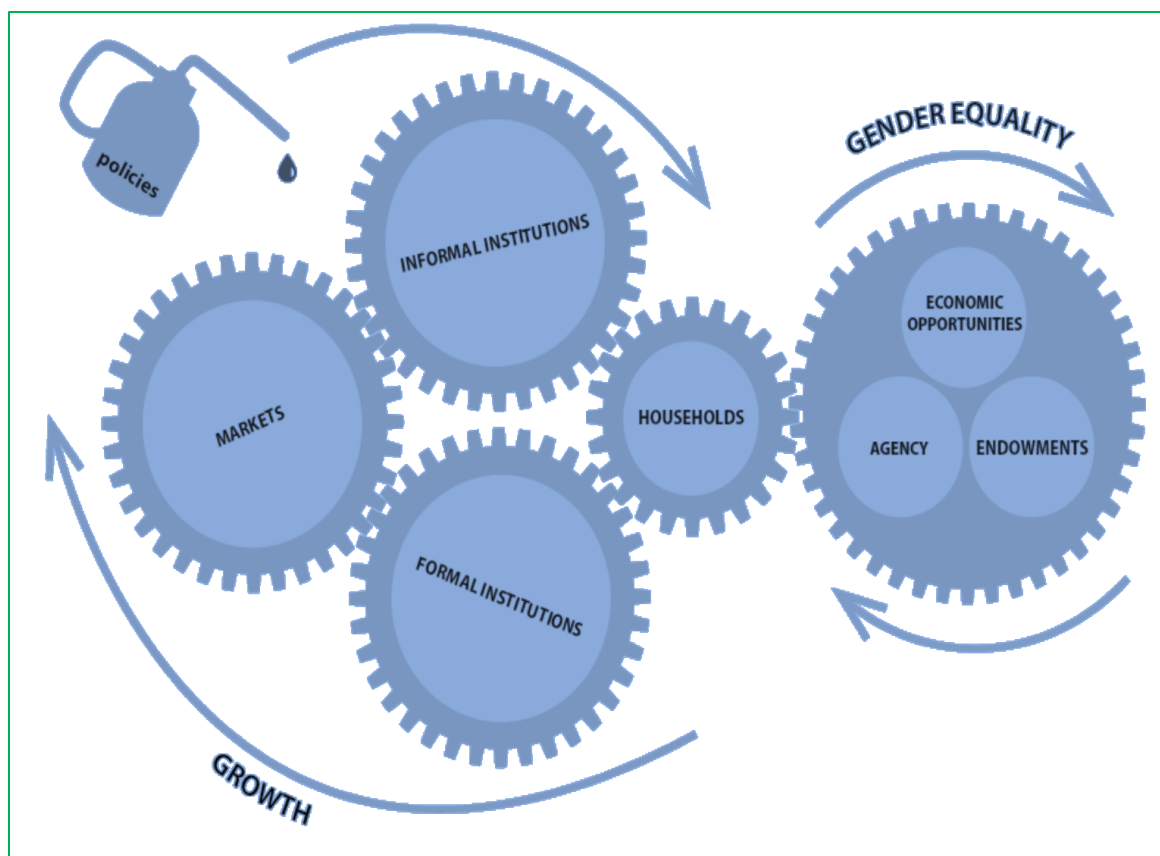 policies
INFORMAL INSTITUTIONS
GENDER EQUALITY
ECONOMIC
OPPORTUNITIES
MARKETS
HOUSEHOLDS
AGENCY
ENDOWMENTS
FORMAL INSTITUTIONS
GROWTH